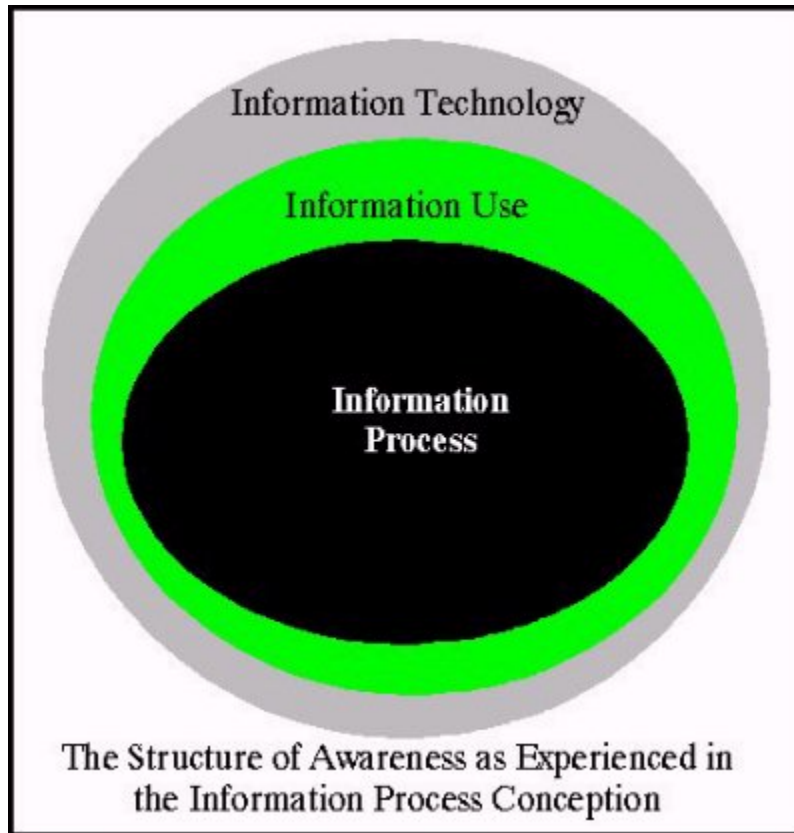 Information Technology
Information Use
Information
Process
The Structure of Awareness as Experienced in
the Information Process Conception